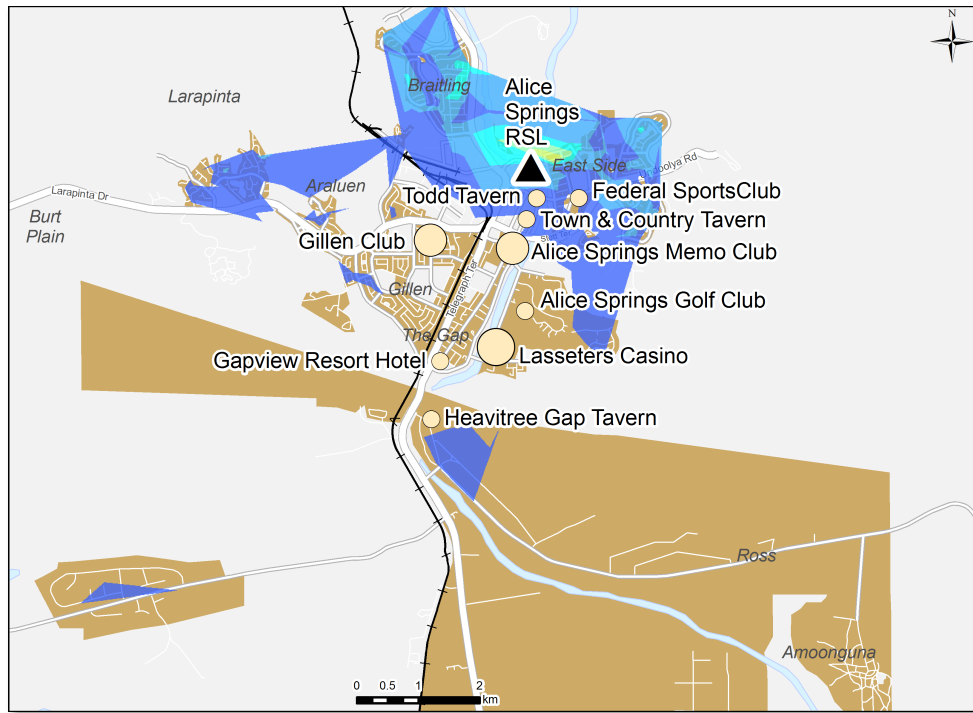 N
Braitling
Larapinta
Alice
Springs
RSL
East Side
Larapinta Dr
Araluen
Todd Tavern
Federal SportsClub
Burt
Plain
Town & Country Tavern
Gillen Club
Alice Springs Memo Club
Telegraph Ter
Gillen
Alice Springs Golf Club
The Gap
Gapview Resort Hotel
Lasseters Casino
Heavitree Gap Tavern
Ross
Amoonguna
0 0.5 1 2
km